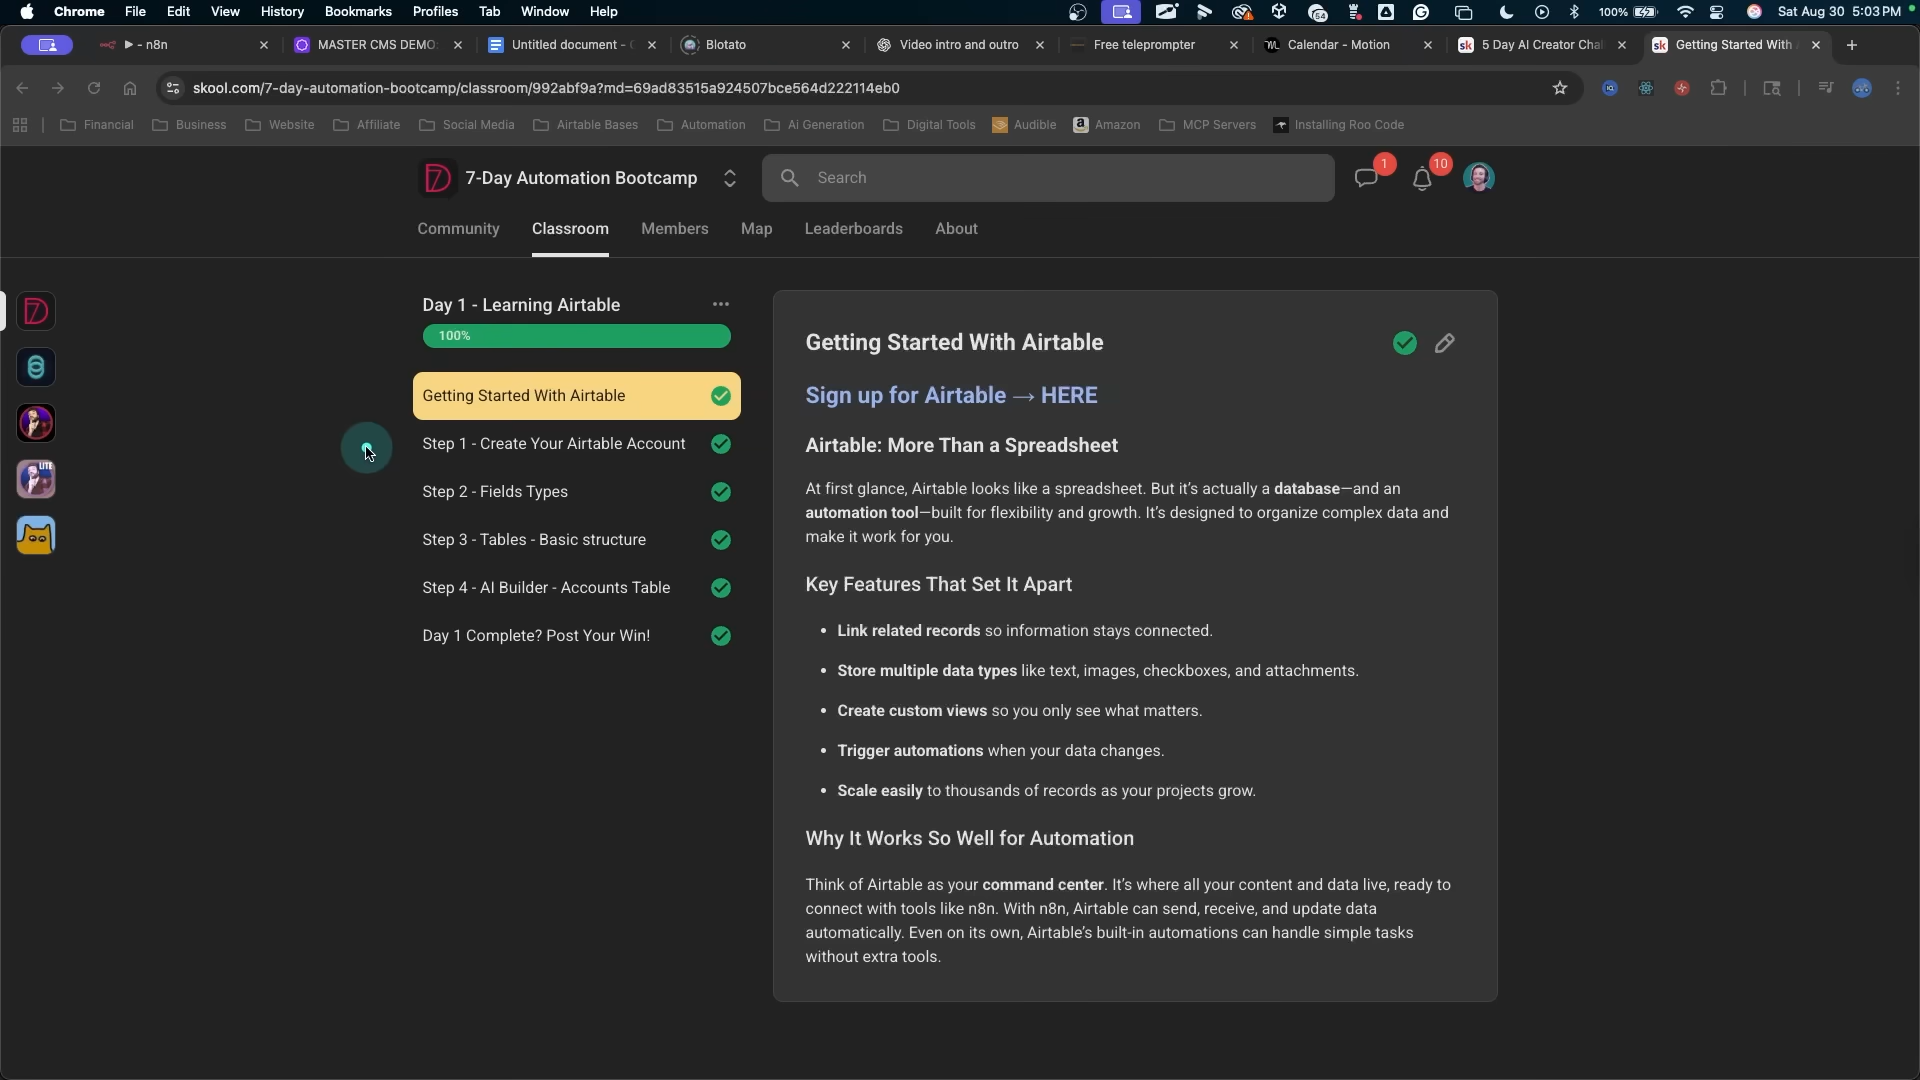 Chrome File Edit View History Bookmarks Profiles Tab Window Help 54 100% Sat Aug 30 5:03 PM
- n8n MASTER CMS DEMO: Untitled document - Blotato Video intro and outro Free teleprompter Calendar - Motion 5 Day AI Creator Cha Getting Started With
skool.com/7-day-automation-bootcamp/classroom/992abf9a?md=69ad83515a924507bce564d222114eb0
Financial Business Website Affiliate Social Media Airtable Bases Automation Ai Generation Digital Tools Audible Amazon MCP Servers Installing Roo Code
7-Day Automation Bootcamp Search 1 10
Community Classroom Members Map Leaderboards About
Day 1 - Learning Airtable
100%
Getting Started With Airtable
Step 1 - Create Your Airtable Account
Step 2 - Fields Types
Step 3 - Tables - Basic structure
Step 4 - AI Builder - Accounts Table
Day 1 Complete? Post Your Win!
LITE
Getting Started With Airtable
Sign up for Airtable → HERE
Airtable: More Than a Spreadsheet
At first glance, Airtable looks like a spreadsheet. But it’s actually a database—and an
automation tool—built for flexibility and growth. It’s designed to organize complex data and
make it work for you.
Key Features That Set It Apart
• Link related records so information stays connected.
• Store multiple data types like text, images, checkboxes, and attachments.
• Create custom views so you only see what matters.
• Trigger automations when your data changes.
• Scale easily to thousands of records as your projects grow.
Why It Works So Well for Automation
Think of Airtable as your command center. It’s where all your content and data live, ready to
connect with tools like n8n. With n8n, Airtable can send, receive, and update data
automatically. Even on its own, Airtable’s built-in automations can handle simple tasks
without extra tools.